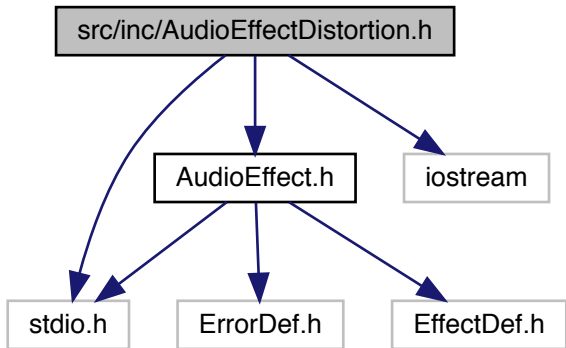 src/inc/AudioEffectDistortion.h
AudioEffect.h
iostream
stdio.h
ErrorDef.h
EffectDef.h